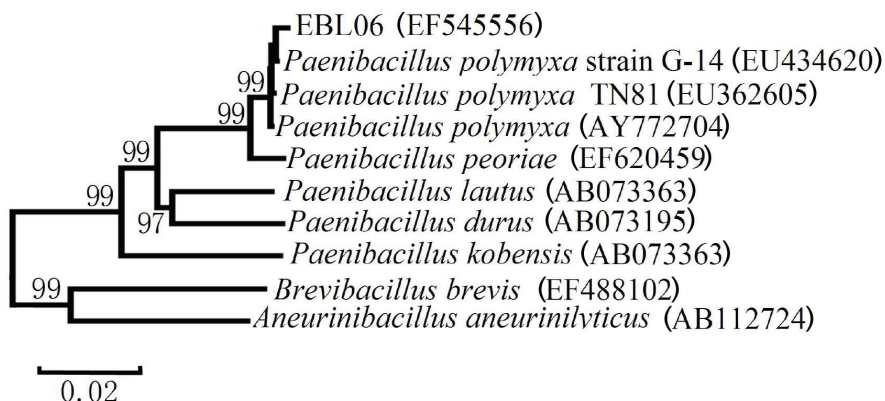 EBL06 (EF545556)
Paenibacillus polymyxa strain G-14 (EU434620)
99
Paenibacillus polymyxa TN81 (EU362605)
99
Paenibacillus polymyxa (AY772704)
99
Paenibacillus peoriae (EF620459)
99
Paenibacillus lautus (AB073363)
97
Paenibacillus durus (AB073195)
Paenibacillus kobensis (AB073363)
99
Brevibacillus brevis (EF488102)
Aneurinibacillus aneurinilyticus (AB112724)
0.02